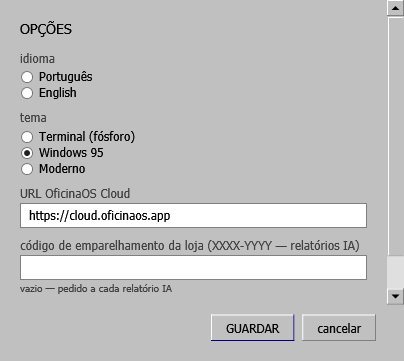 OPÇÕES
idioma
Português
English
tema
Terminal (fósforo)
Windows 95
Moderno
URL OficinaOS Cloud
https://cloud.oficinaos.app
código de emparelhamento da loja (XXXX-YYYY — relatórios IA)
vazio — pedido a cada relatório IA
GUARDAR cancelar